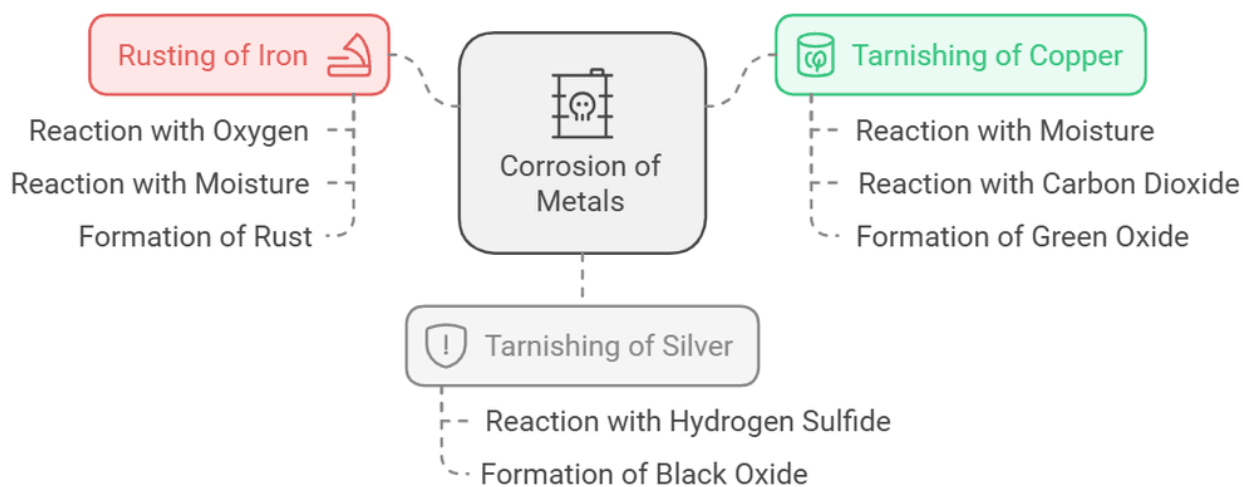 Rusting of Iron
Reaction with Oxygen
Reaction with Moisture
Formation of Rust
Corrosion of
Metals
Tarnishing of Copper
Reaction with Moisture
Reaction with Carbon Dioxide
Formation of Green Oxide
Tarnishing of Silver
Reaction with Hydrogen Sulfide
Formation of Black Oxide